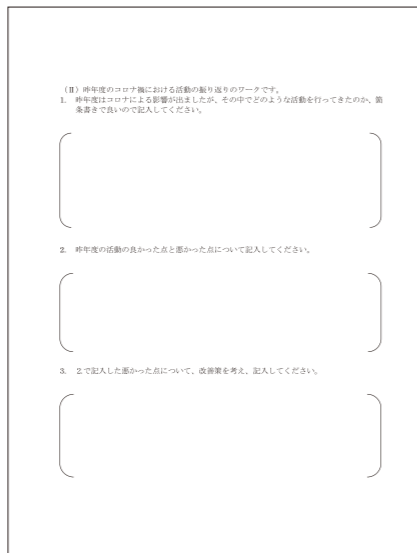 （Ⅱ）昨年度のコロナ禍における活動の振り返りのワークです。
1. 昨年度はコロナによる影響が出ましたが、その中でどのような活動を行ってきたのか、箇
条書きで良いので記入してください。
2. 昨年度の活動の良かった点と悪かった点について記入してください。
3. 2.で記入した悪かった点について、改善策を考え、記入してください。